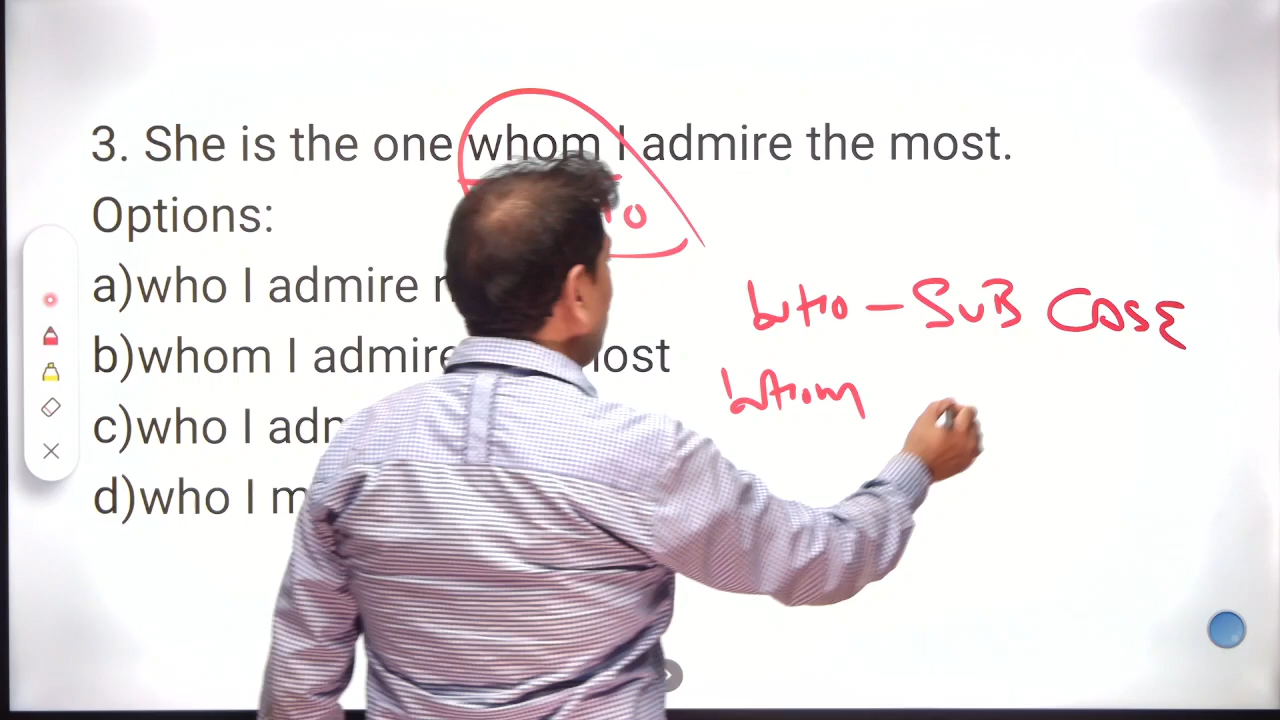 3. She is the one whom I admire the most.
Options:
a)who I admire
b)whom I admire most
c)who I
d)who I
who – SUB CASE
whom